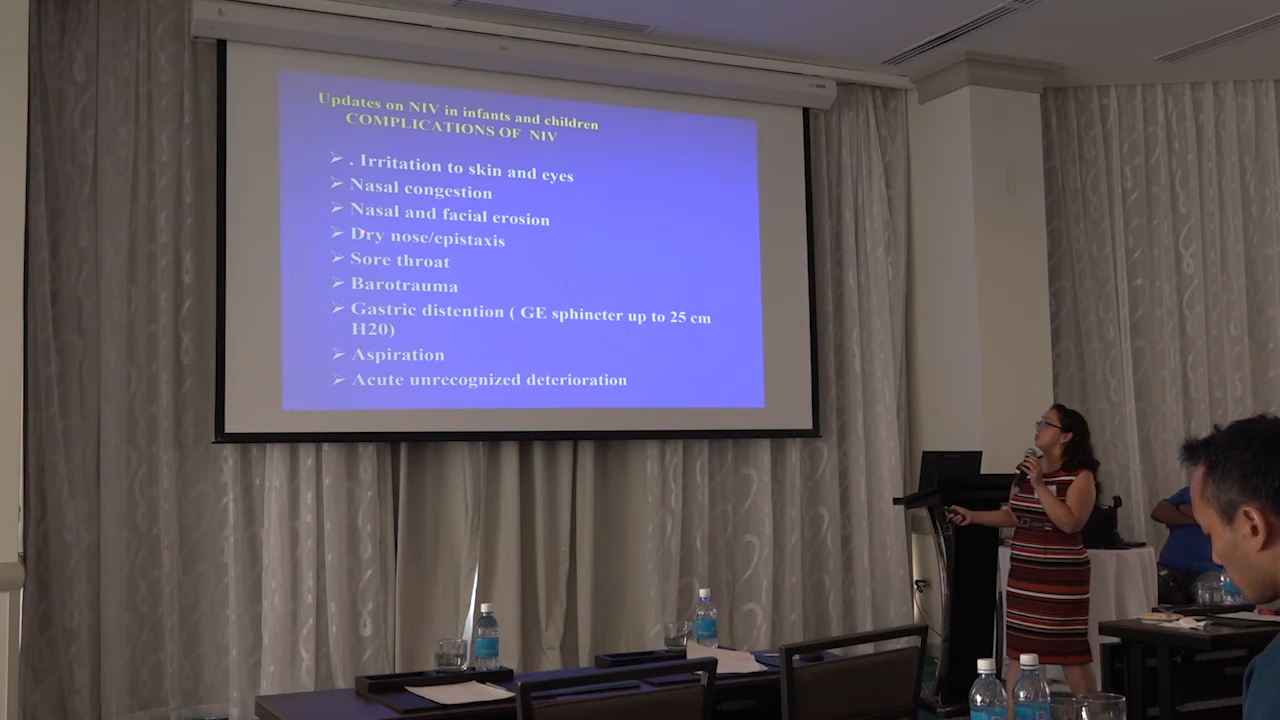 Updates on NIV in infants and children
COMPLICATIONS OF NIV
➢ . Irritation to skin and eyes
➢ Nasal congestion
➢ Nasal and facial erosion
➢ Dry nose/epistaxis
➢ Sore throat
➢ Barotrauma
➢ Gastric distention ( GE sphincter up to 25 cm
H20)
➢ Aspiration
➢ Acute unrecognized deterioration